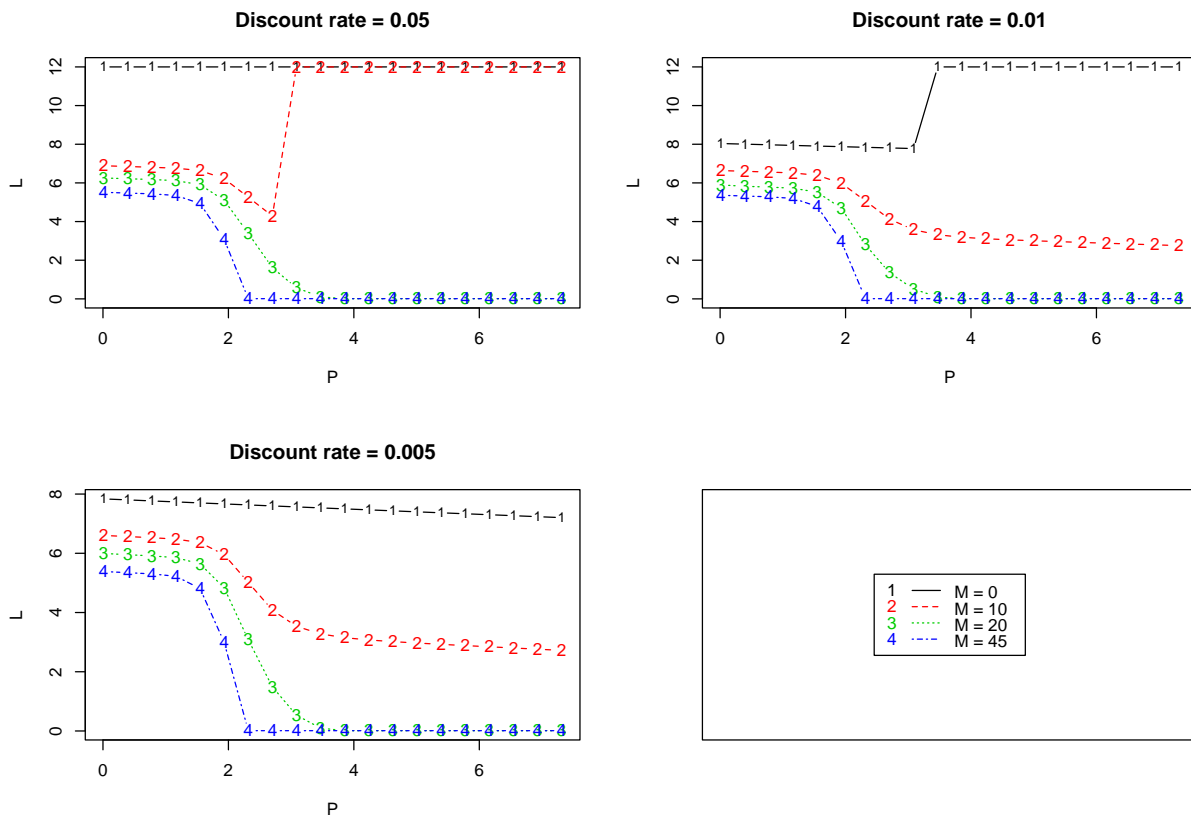 Discount rate = 0.05
Discount rate = 0.01
L
0 2 4 6 8 10 12
0 2 4 6
P
L
0 2 4 6 8 10 12
0 2 4 6
P
Discount rate = 0.005
L
0 2 4 6 8
0 2 4 6
P
1 M = 0
2 M = 10
3 M = 20
4 M = 45